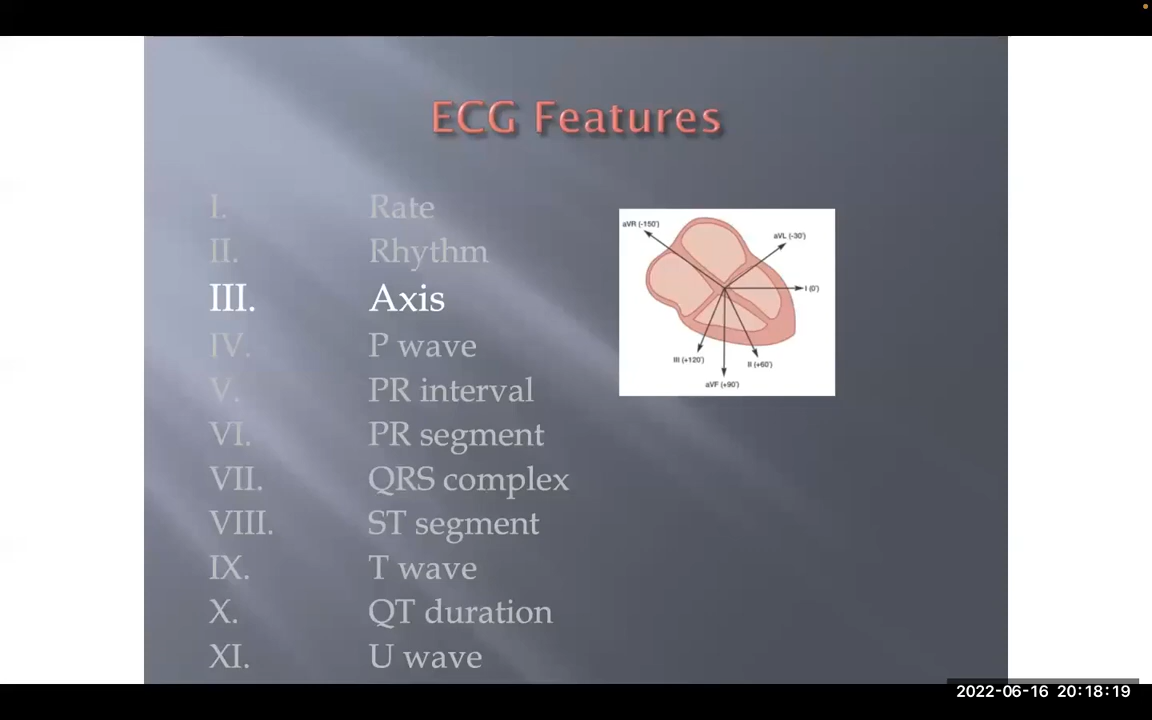 ECG Features
I. Rate
II. Rhythm
III. Axis
IV. P wave
V. PR interval
VI. PR segment
VII. QRS complex
VIII. ST segment
IX. T wave
X. QT duration
XI. U wave
aVR (-150°)
aVL (-30°)
I (0°)
III (+120°)
II (+60°)
aVF (+90°)
2022-06-16 20:18:19